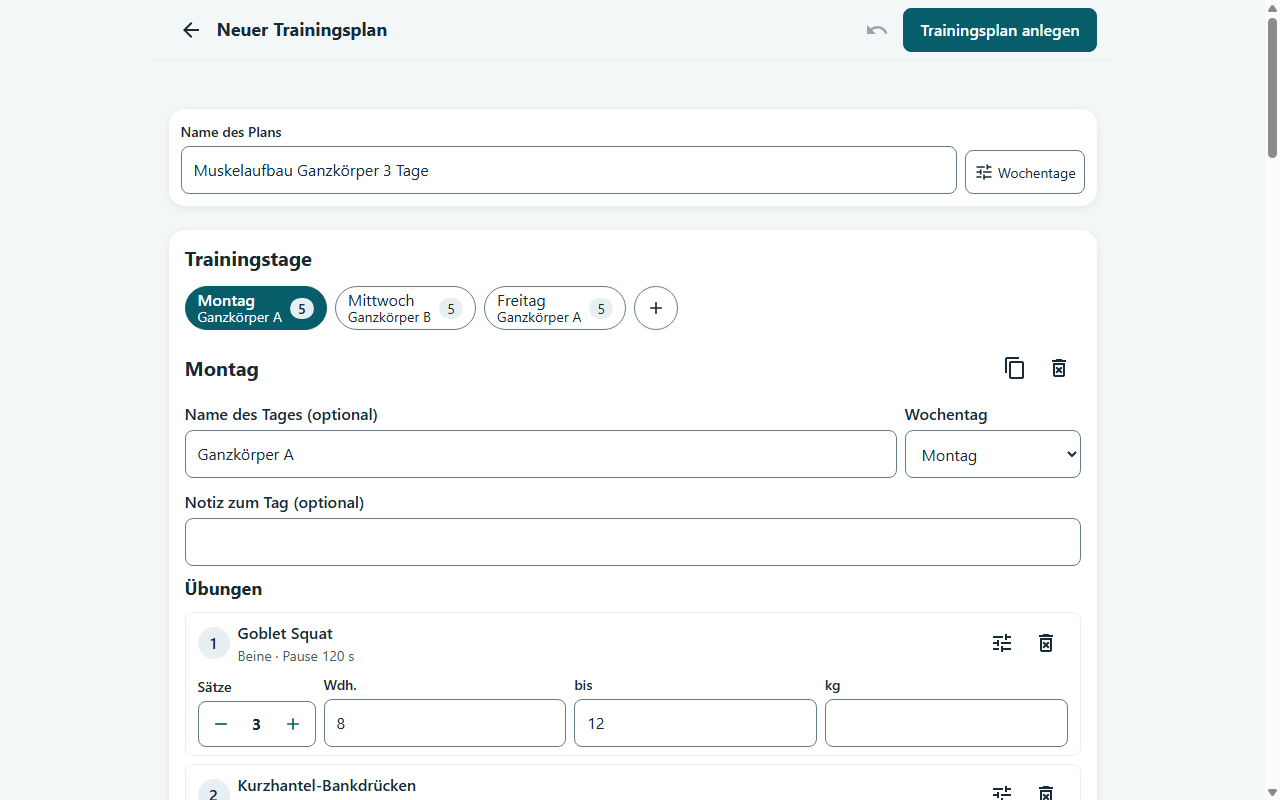 Neuer Trainingsplan
Trainingsplan anlegen
Name des Plans
Muskelaufbau Ganzkörper 3 Tage
Wochentage
Trainingstage
Montag
Ganzkörper A
5
Mittwoch
Ganzkörper B
5
Freitag
Ganzkörper A
5
Montag
Name des Tages (optional)
Wochentag
Ganzkörper A
Montag
Notiz zum Tag (optional)
Übungen
1
Goblet Squat
Beine · Pause 120 s
Sätze
Wdh.
bis
kg
3
8
12
2
Kurzhantel-Bankdrücken